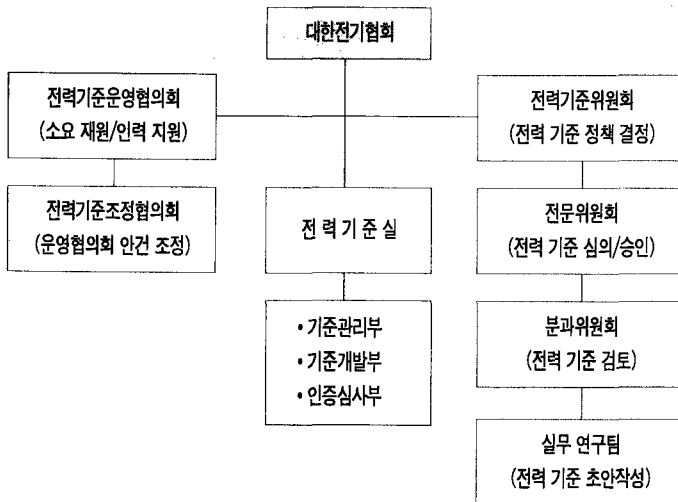 대한전기협회
전력기준운영협의회
(소요 재원/인력 지원)
전력기준위원회
(전력 기준 정책 결정)
전력기준조정협의회
(운영협의회 안건 조정)
전 력 기 준 실
전문위원회
(전력 기준 심의/승인)
• 기준관리부
• 기준개발부
• 인증심사부
분과위원회
(전력 기준 검토)
실무 연구팀
(전력 기준 초안작성)